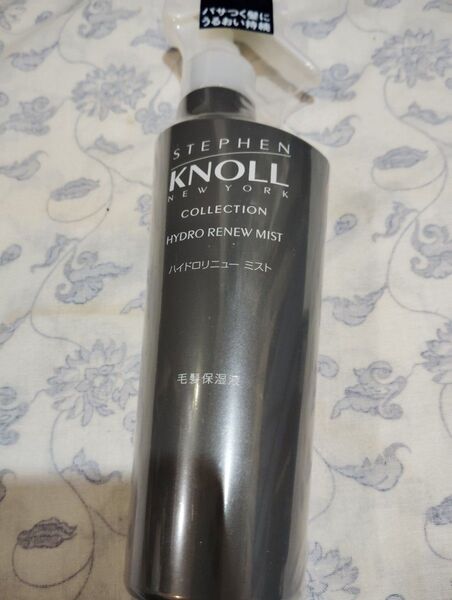 パサつく髪に
うるおい持続
STEPHEN
KNOLL
NEW YORK
COLLECTION
HYDRO RENEW MIST
ハイドロリニュー ミスト
毛髪保湿液